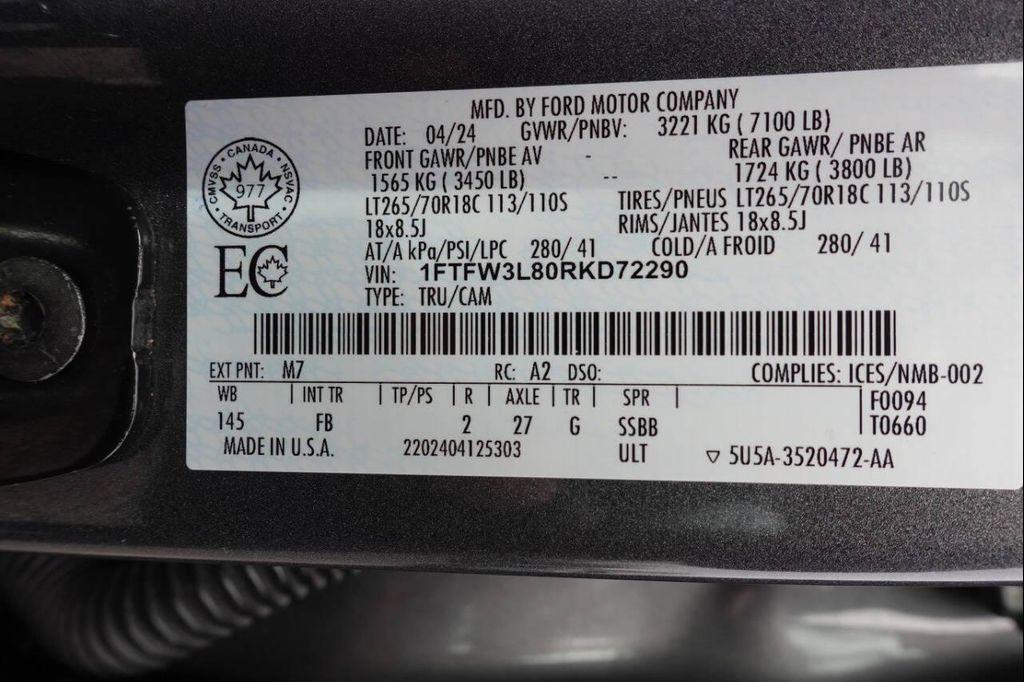 MFD. BY FORD MOTOR COMPANY
DATE: 04/24 GVWR/PNBV: 3221 KG ( 7100 LB)
FRONT GAWR/PNBE AV - REAR GAWR/ PNBE AR
1565 KG ( 3450 LB) -- 1724 KG ( 3800 LB)
LT265/70R18C 113/110S TIRES/PNEUS LT265/70R18C 113/110S
18x8.5J RIMS/JANTES 18x8.5J
AT/A kPa/PSI/LPC 280/ 41 COLD/A FROID 280/ 41
VIN: 1FTFW3L80RKD72290
TYPE: TRU/CAM
CANADA
CMVSS • NSVAC
977
TRANSPORT
EC
EXT PNT: M7 RC: A2 DSO: COMPLIES: ICES/NMB-002
WB | INT TR | TP/PS | R | AXLE | TR | SPR | F0094
145 FB 2 27 G SSBB T0660
MADE IN U.S.A. 2202404125303 ULT ▽ 5U5A-3520472-AA